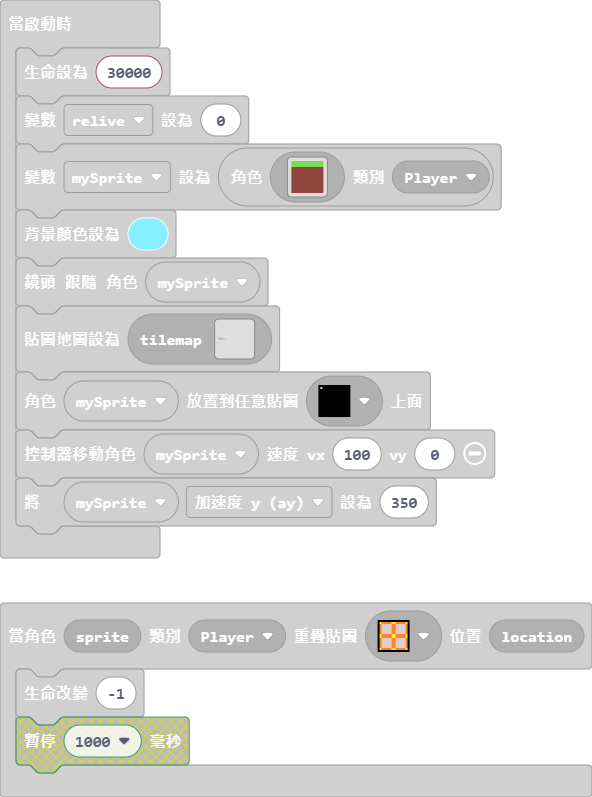 當啟動時
生命設為 30000
變數 relive 設為 0
變數 mySprite 設為 角色 類別 Player
背景顏色設為
鏡頭 跟隨 角色 mySprite
貼圖地圖設為 tilemap
角色 mySprite 放置到任意貼圖 上面
控制器移動角色 mySprite 速度 vx 100 vy 0
將 mySprite 加速度 y (ay) 設為 350
當角色 sprite 類別 Player 重疊貼圖 位置 location
生命改變 -1
暫停 1000 毫秒